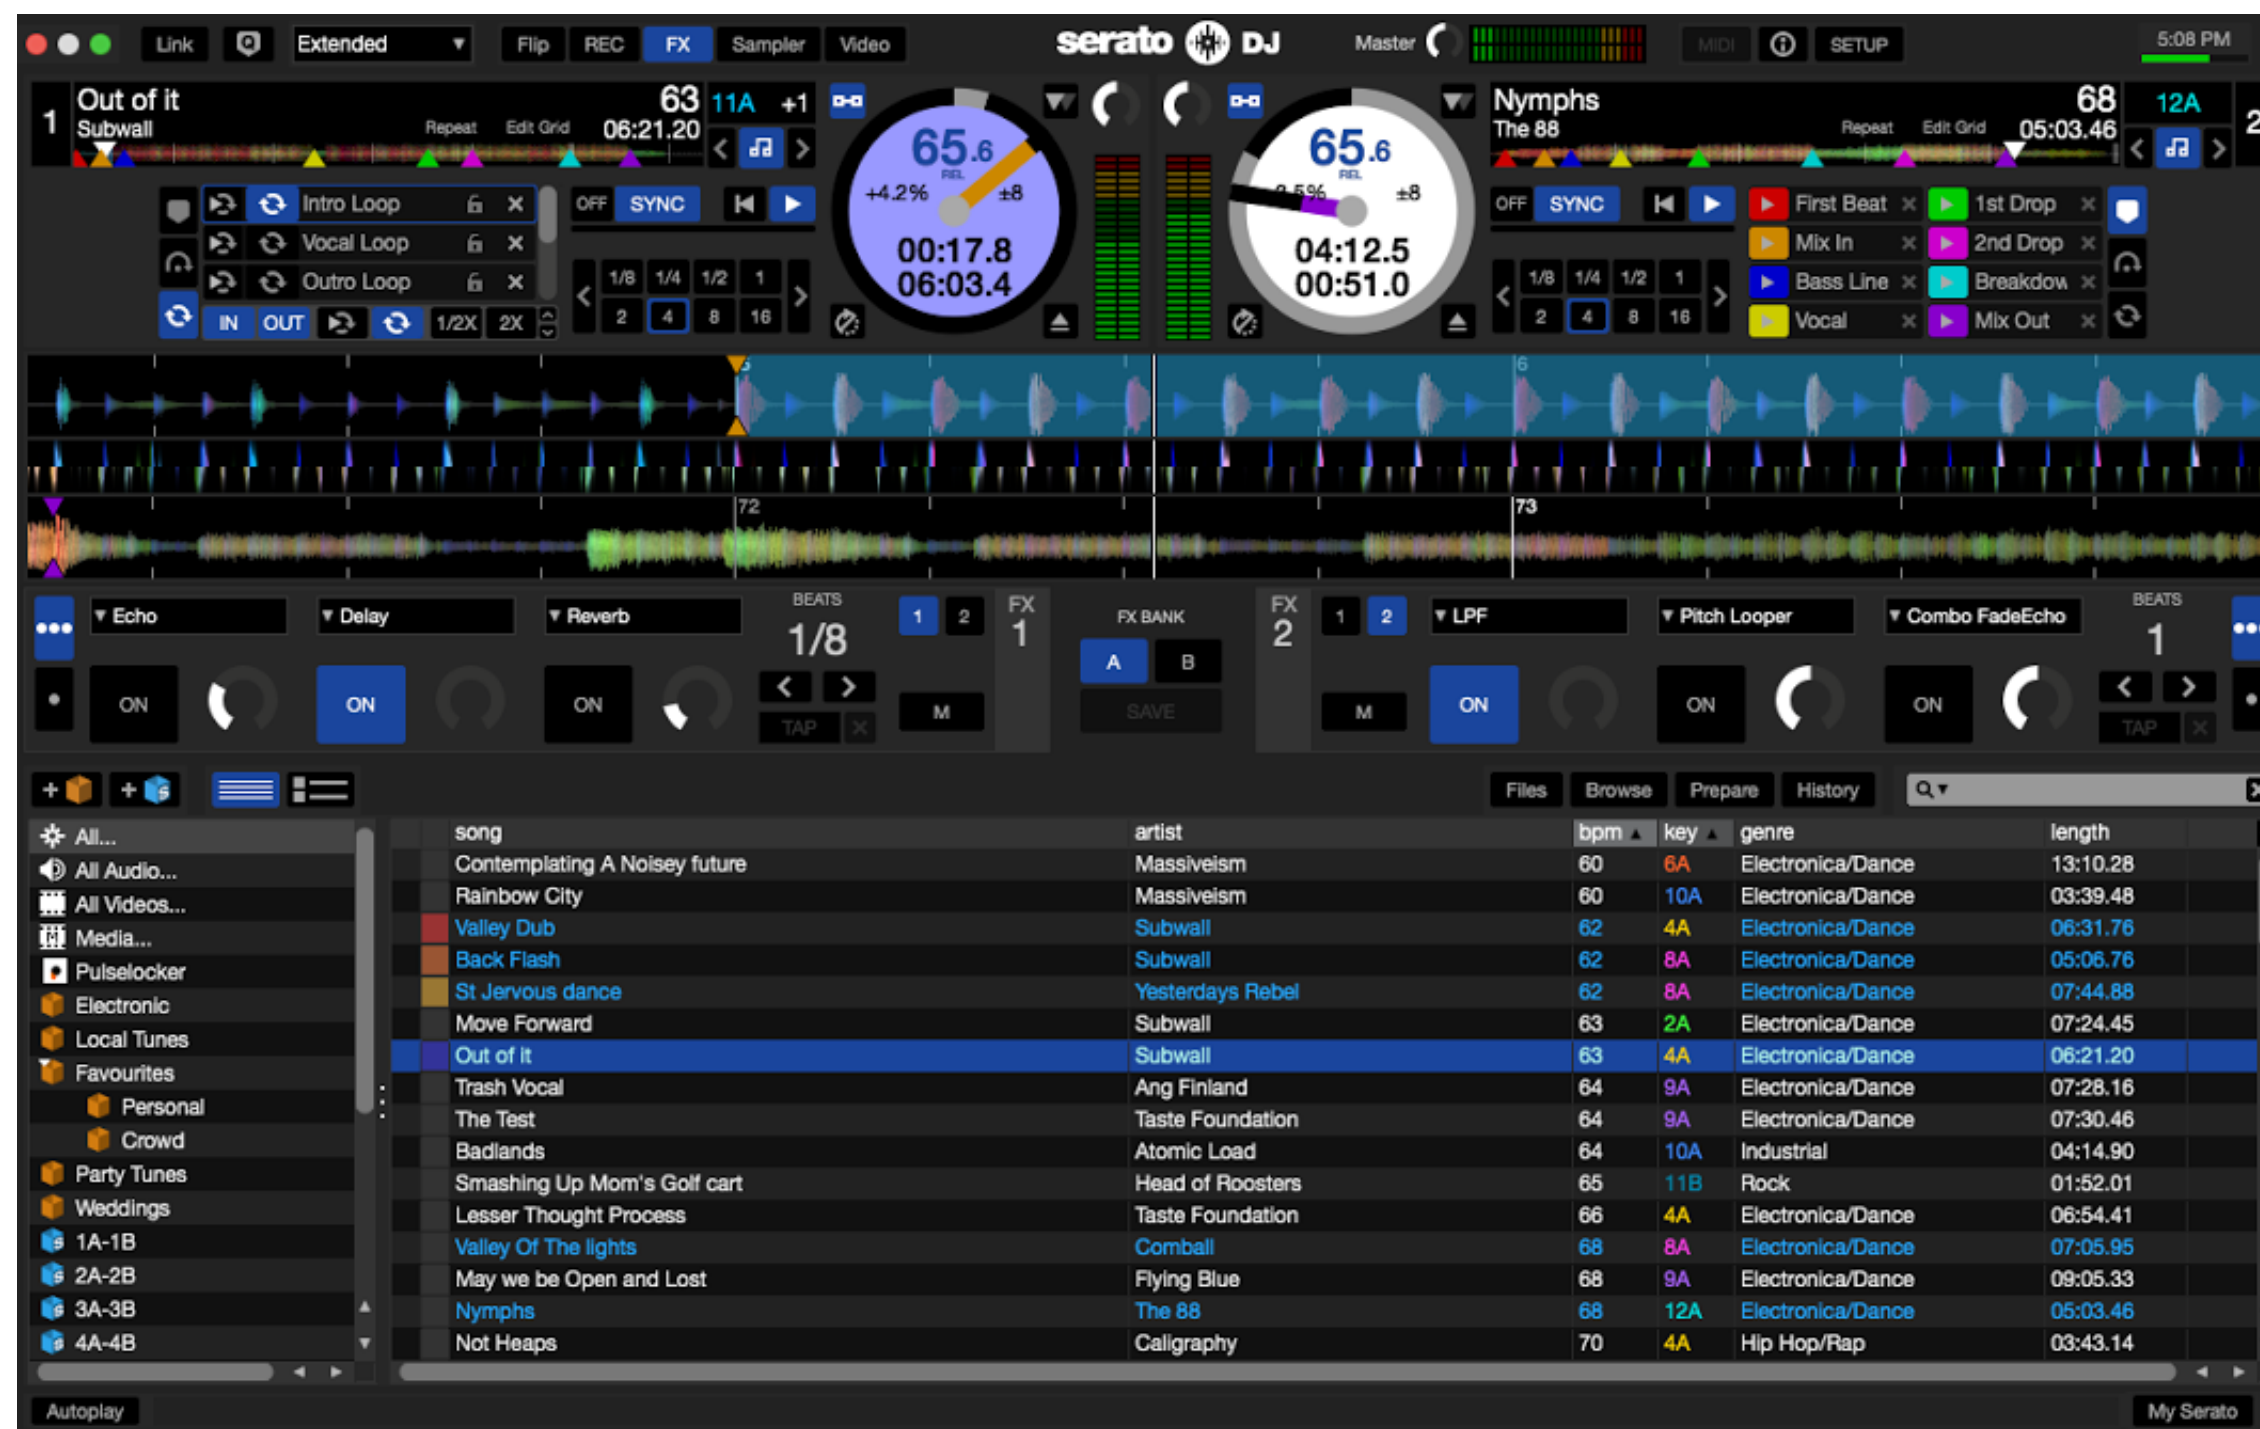 Link Extended Flip REC FX Sampler Video serato DJ Master MIDI SETUP 5:08 PM
1 Out of it 63 11A +1
Subwall Repeat Edit Grid 06:21.20
65.6
REL
+4.2% ±8
00:17.8
06:03.4
Intro Loop
Vocal Loop
Outro Loop
IN OUT 1/2X 2X
OFF SYNC
1/8 1/4 1/2 1
2 4 8 16
65.6
REL
±8
04:12.5
00:51.0
Nymphs 68 12A 2
The 88 Repeat Edit Grid 05:03.46
OFF SYNC
1/8 1/4 1/2 1
2 4 8 16
First Beat 1st Drop
Mix In 2nd Drop
Bass Line Breakdow
Vocal Mix Out
6
72 73
Echo Delay Reverb BEATS 1/8 1 2 FX 1
ON ON ON TAP M
FX BANK
A B
SAVE
FX 2 1 2 LPF Pitch Looper Combo FadeEcho BEATS 1
M ON ON ON TAP
Files Browse Prepare History
All...
All Audio...
All Videos...
Media...
Pulselocker
Electronic
Local Tunes
Favourites
Personal
Crowd
Party Tunes
Weddings
1A-1B
2A-2B
3A-3B
4A-4B
song artist bpm key genre length
Contemplating A Noisey future Massiveism 60 6A Electronica/Dance 13:10.28
Rainbow City Massiveism 60 10A Electronica/Dance 03:39.48
Valley Dub Subwall 62 4A Electronica/Dance 06:31.76
Back Flash Subwall 62 8A Electronica/Dance 05:06.76
St Jervous dance Yesterdays Rebel 62 8A Electronica/Dance 07:44.88
Move Forward Subwall 63 2A Electronica/Dance 07:24.45
Out of it Subwall 63 4A Electronica/Dance 06:21.20
Trash Vocal Ang Finland 64 9A Electronica/Dance 07:28.16
The Test Taste Foundation 64 9A Electronica/Dance 07:30.46
Badlands Atomic Load 64 10A Industrial 04:14.90
Smashing Up Mom's Golf cart Head of Roosters 65 11B Rock 01:52.01
Lesser Thought Process Taste Foundation 66 4A Electronica/Dance 06:54.41
Valley Of The lights Comball 68 8A Electronica/Dance 07:05.95
May we be Open and Lost Flying Blue 68 9A Electronica/Dance 09:05.33
Nymphs The 88 68 12A Electronica/Dance 05:03.46
Not Heaps Caligraphy 70 4A Hip Hop/Rap 03:43.14
Autoplay My Serato